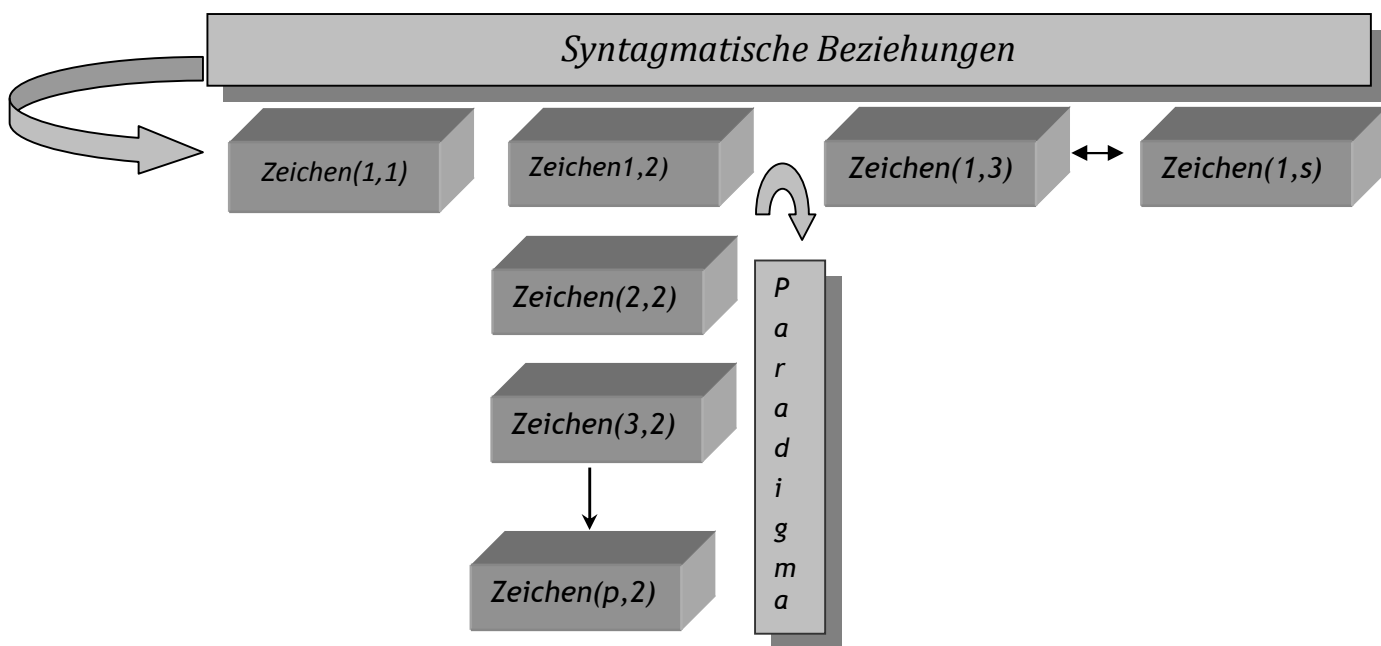 Syntagmatische Beziehungen
Zeichen(1,1)
Zeichen1,2)
Zeichen(1,3)
Zeichen(1,s)
Zeichen(2,2)
Zeichen(3,2)
Zeichen(p,2)
P
a
r
a
d
i
g
m
a